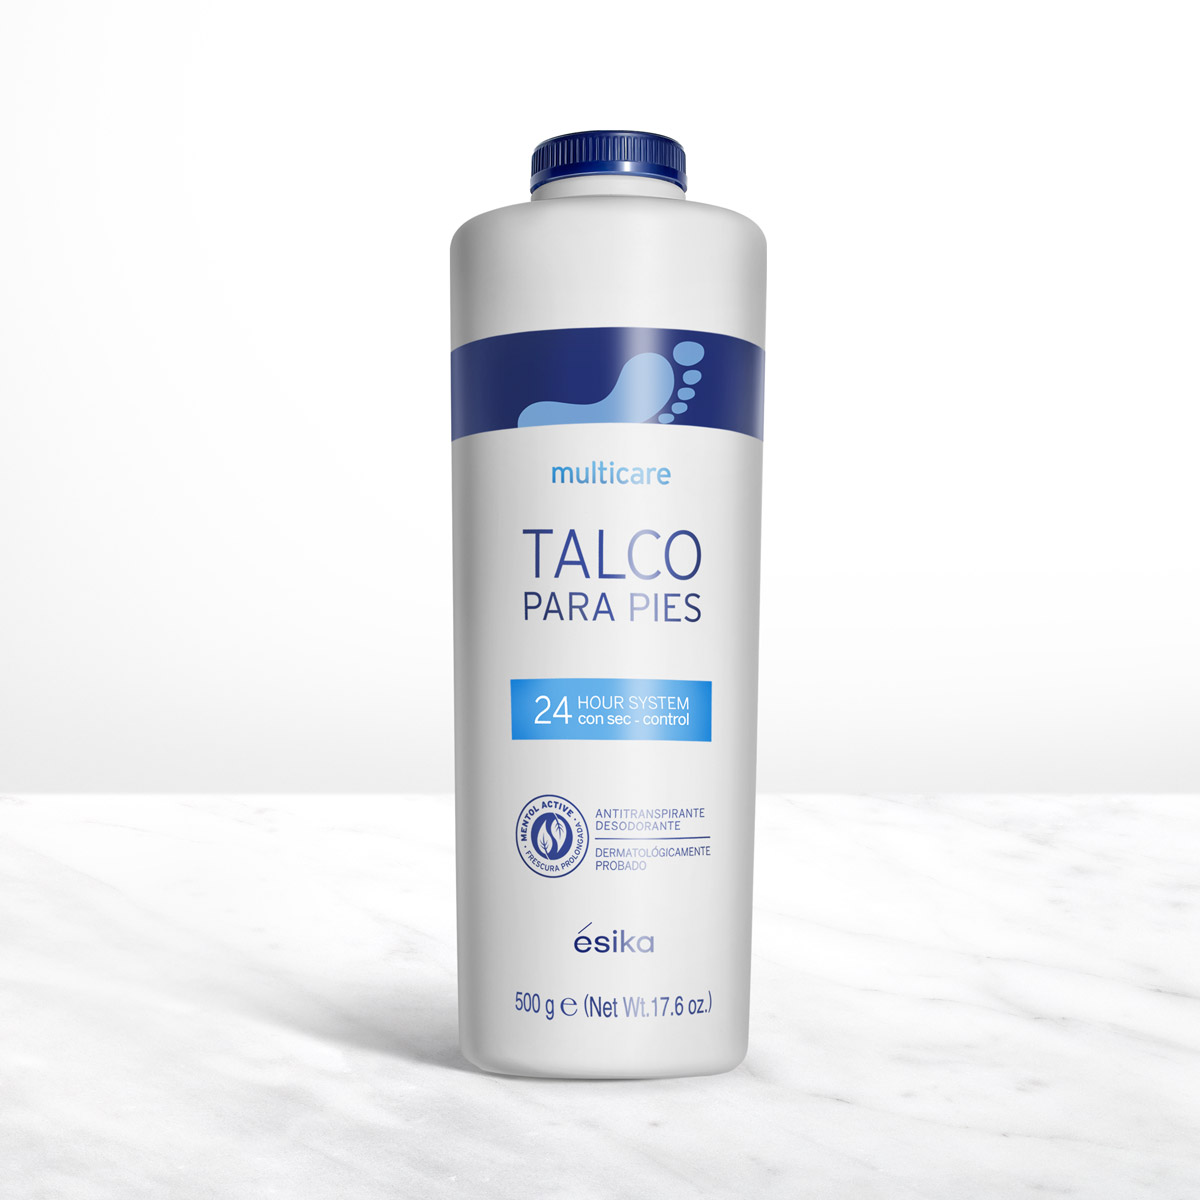 multicare
TALCO
PARA PIES
24 HOUR SYSTEM
con sec - control
MENTOL ACTIVE
· FRESCURA PROLONGADA ·
ANTITRANSPIRANTE
DESODORANTE
DERMATOLÓGICAMENTE
PROBADO
ésika
500 g e (Net Wt.17.6 oz.)